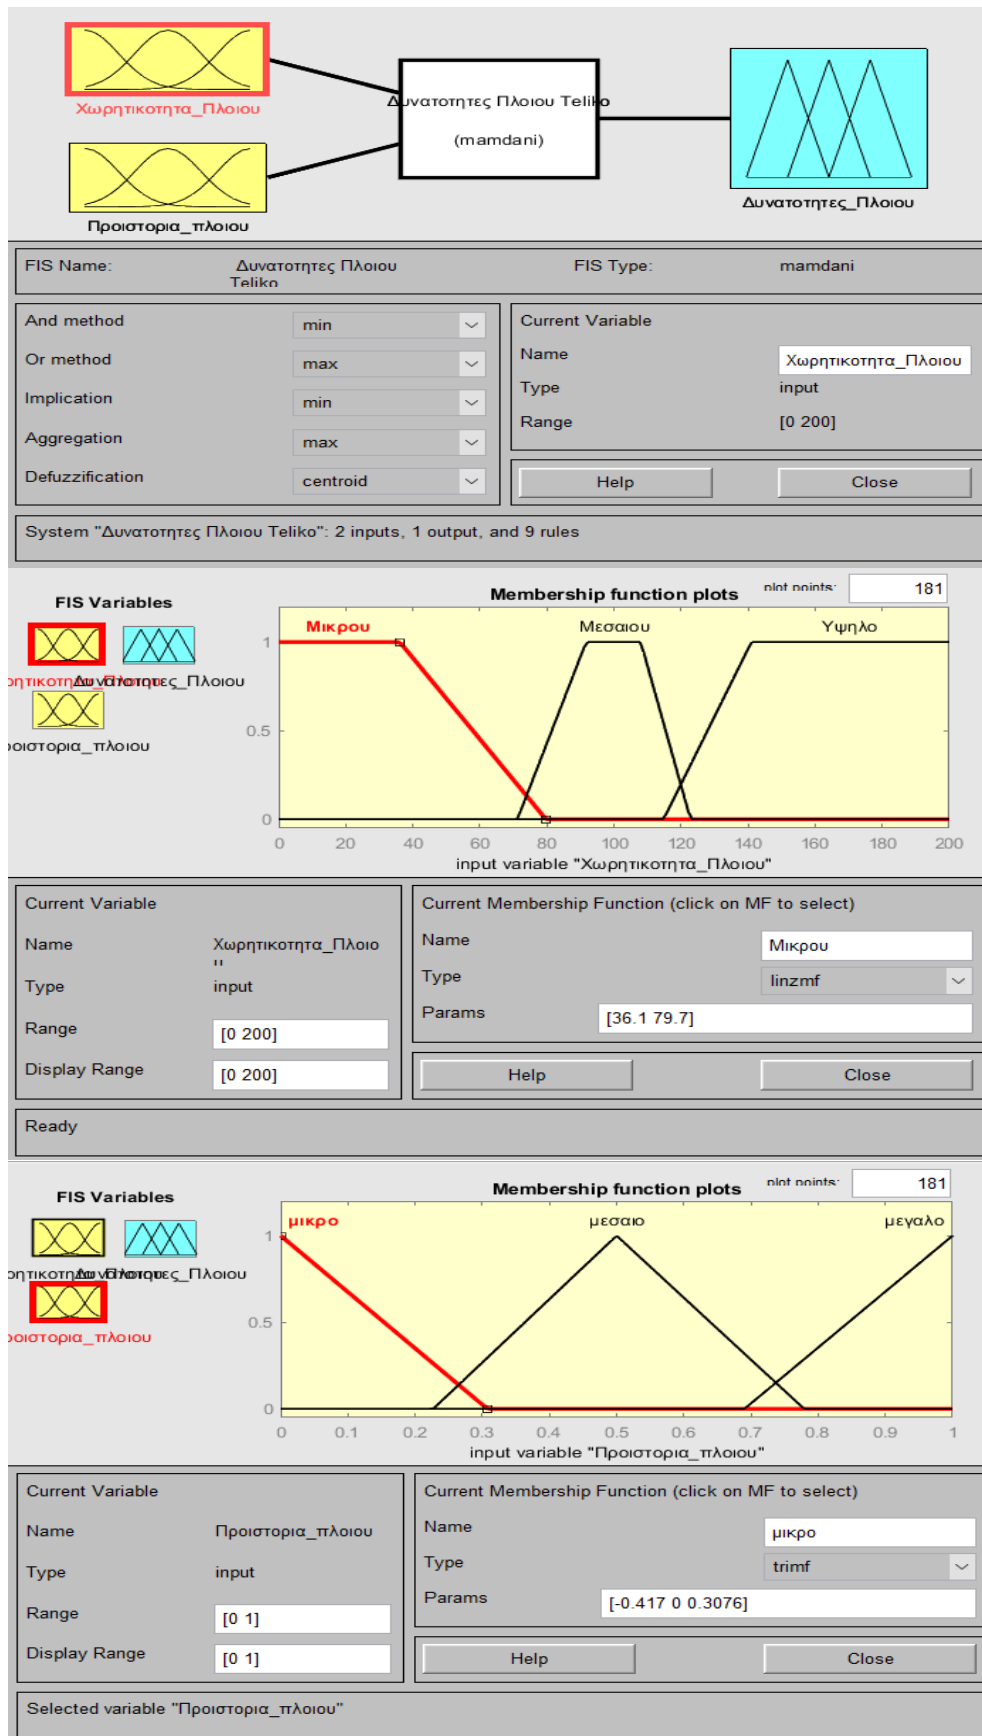 Χωρητικοτητα_Πλοιου
Δυνατοτητες Πλοιου Teliko
(mamdani)
Προιστορια_πλοιου
Δυνατοτητες_Πλοιου
FIS Name: Δυνατοτητες Πλοιου Teliko FIS Type: mamdani
And method min
Or method max
Implication min
Aggregation max
Defuzzification centroid
Current Variable
Name Χωρητικοτητα_Πλοιου
Type input
Range [0 200]
Help Close
System "Δυνατοτητες Πλοιου Teliko": 2 inputs, 1 output, and 9 rules
FIS Variables
Membership function plots plot points: 181
Μικρου Μεσαιου Υψηλο
Δυνατοτητες_Πλοιου
ροιστορια_πλοιου
1
0.5
0
0 20 40 60 80 100 120 140 160 180 200
input variable "Χωρητικοτητα_Πλοιου"
Current Variable
Name Χωρητικοτητα_Πλοιου
Type input
Range [0 200]
Display Range [0 200]
Current Membership Function (click on MF to select)
Name Μικρου
Type linzmf
Params [36.1 79.7]
Help Close
Ready
FIS Variables
Membership function plots plot points: 181
μικρο μεσαιο μεγαλο
Δυνατοτητες_Πλοιου
ροιστορια_πλοιου
1
0.5
0
0 0.1 0.2 0.3 0.4 0.5 0.6 0.7 0.8 0.9 1
input variable "Προιστορια_πλοιου"
Current Variable
Name Προιστορια_πλοιου
Type input
Range [0 1]
Display Range [0 1]
Current Membership Function (click on MF to select)
Name μικρο
Type trimf
Params [-0.417 0 0.3076]
Help Close
Selected variable "Προιστορια_πλοιου"